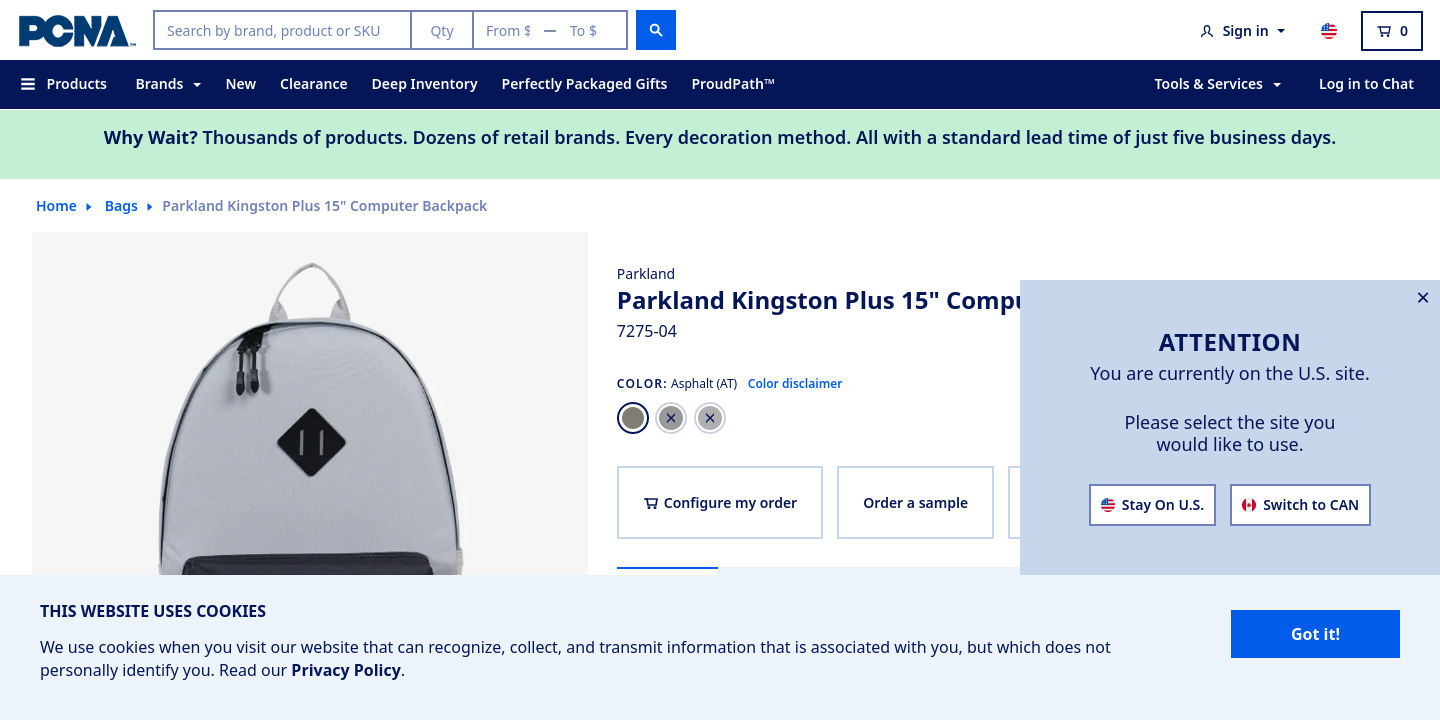 PCNA™
Search by brand, product or SKU
Qty
From $ — To $
Sign in
0
Products
Brands
New
Clearance
Deep Inventory
Perfectly Packaged Gifts
ProudPath™
Tools & Services
Log in to Chat
Why Wait? Thousands of products. Dozens of retail brands. Every decoration method. All with a standard lead time of just five business days.
Home
Bags
Parkland Kingston Plus 15" Computer Backpack
Parkland
Parkland Kingston Plus 15" Compu
7275-04
COLOR: Asphalt (AT) Color disclaimer
Configure my order
Order a sample
ATTENTION
You are currently on the U.S. site.
Please select the site you
would like to use.
Stay On U.S.
Switch to CAN
THIS WEBSITE USES COOKIES
We use cookies when you visit our website that can recognize, collect, and transmit information that is associated with you, but which does not
personally identify you. Read our Privacy Policy.
Got it!